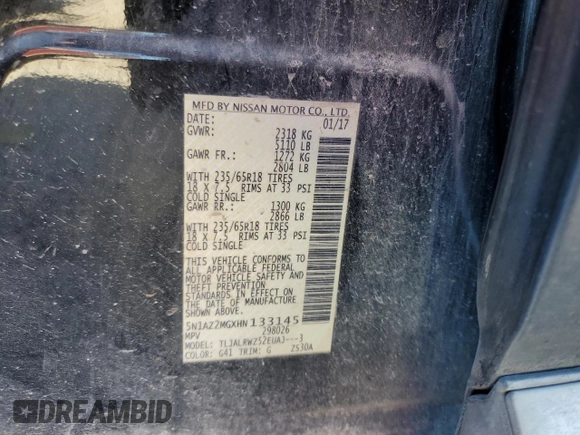 MFD BY NISSAN MOTOR CO., LTD.
DATE: 01/17
GVWR: 2318 KG
5110 LB
GAWR FR.: 1272 KG
2804 LB
WITH 235/65R18 TIRES
18 X 7.5 RIMS AT 33 PSI
COLD SINGLE
GAWR RR.: 1300 KG
2866 LB
WITH 235/65R18 TIRES
18 X 7.5 RIMS AT 33 PSI
COLD SINGLE
THIS VEHICLE CONFORMS TO
ALL APPLICABLE FEDERAL
MOTOR VEHICLE SAFETY AND
THEFT PREVENTION
STANDARDS IN EFFECT ON
THE DATE OF MANUFACTURE
SHOWN ABOVE.
5N1AZ2MGXHN133145
MPV 298026
MODEL: TLJALRWZ52EUAJ---3
COLOR: G41 TRIM: G 2530A
DREAMBID